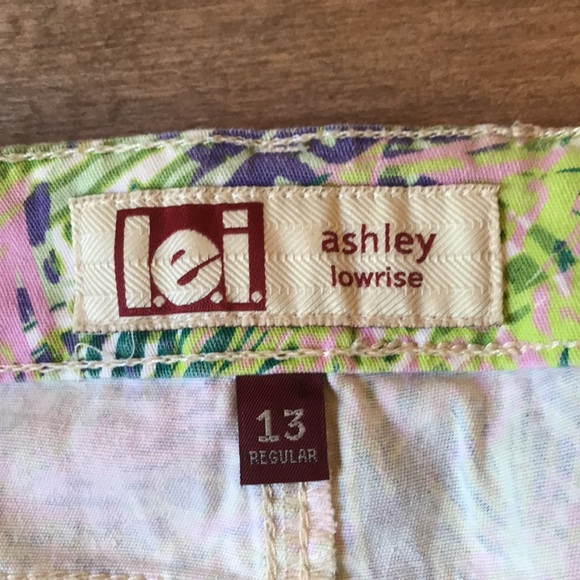 l.e.i.
ashley
lowrise
13
REGULAR